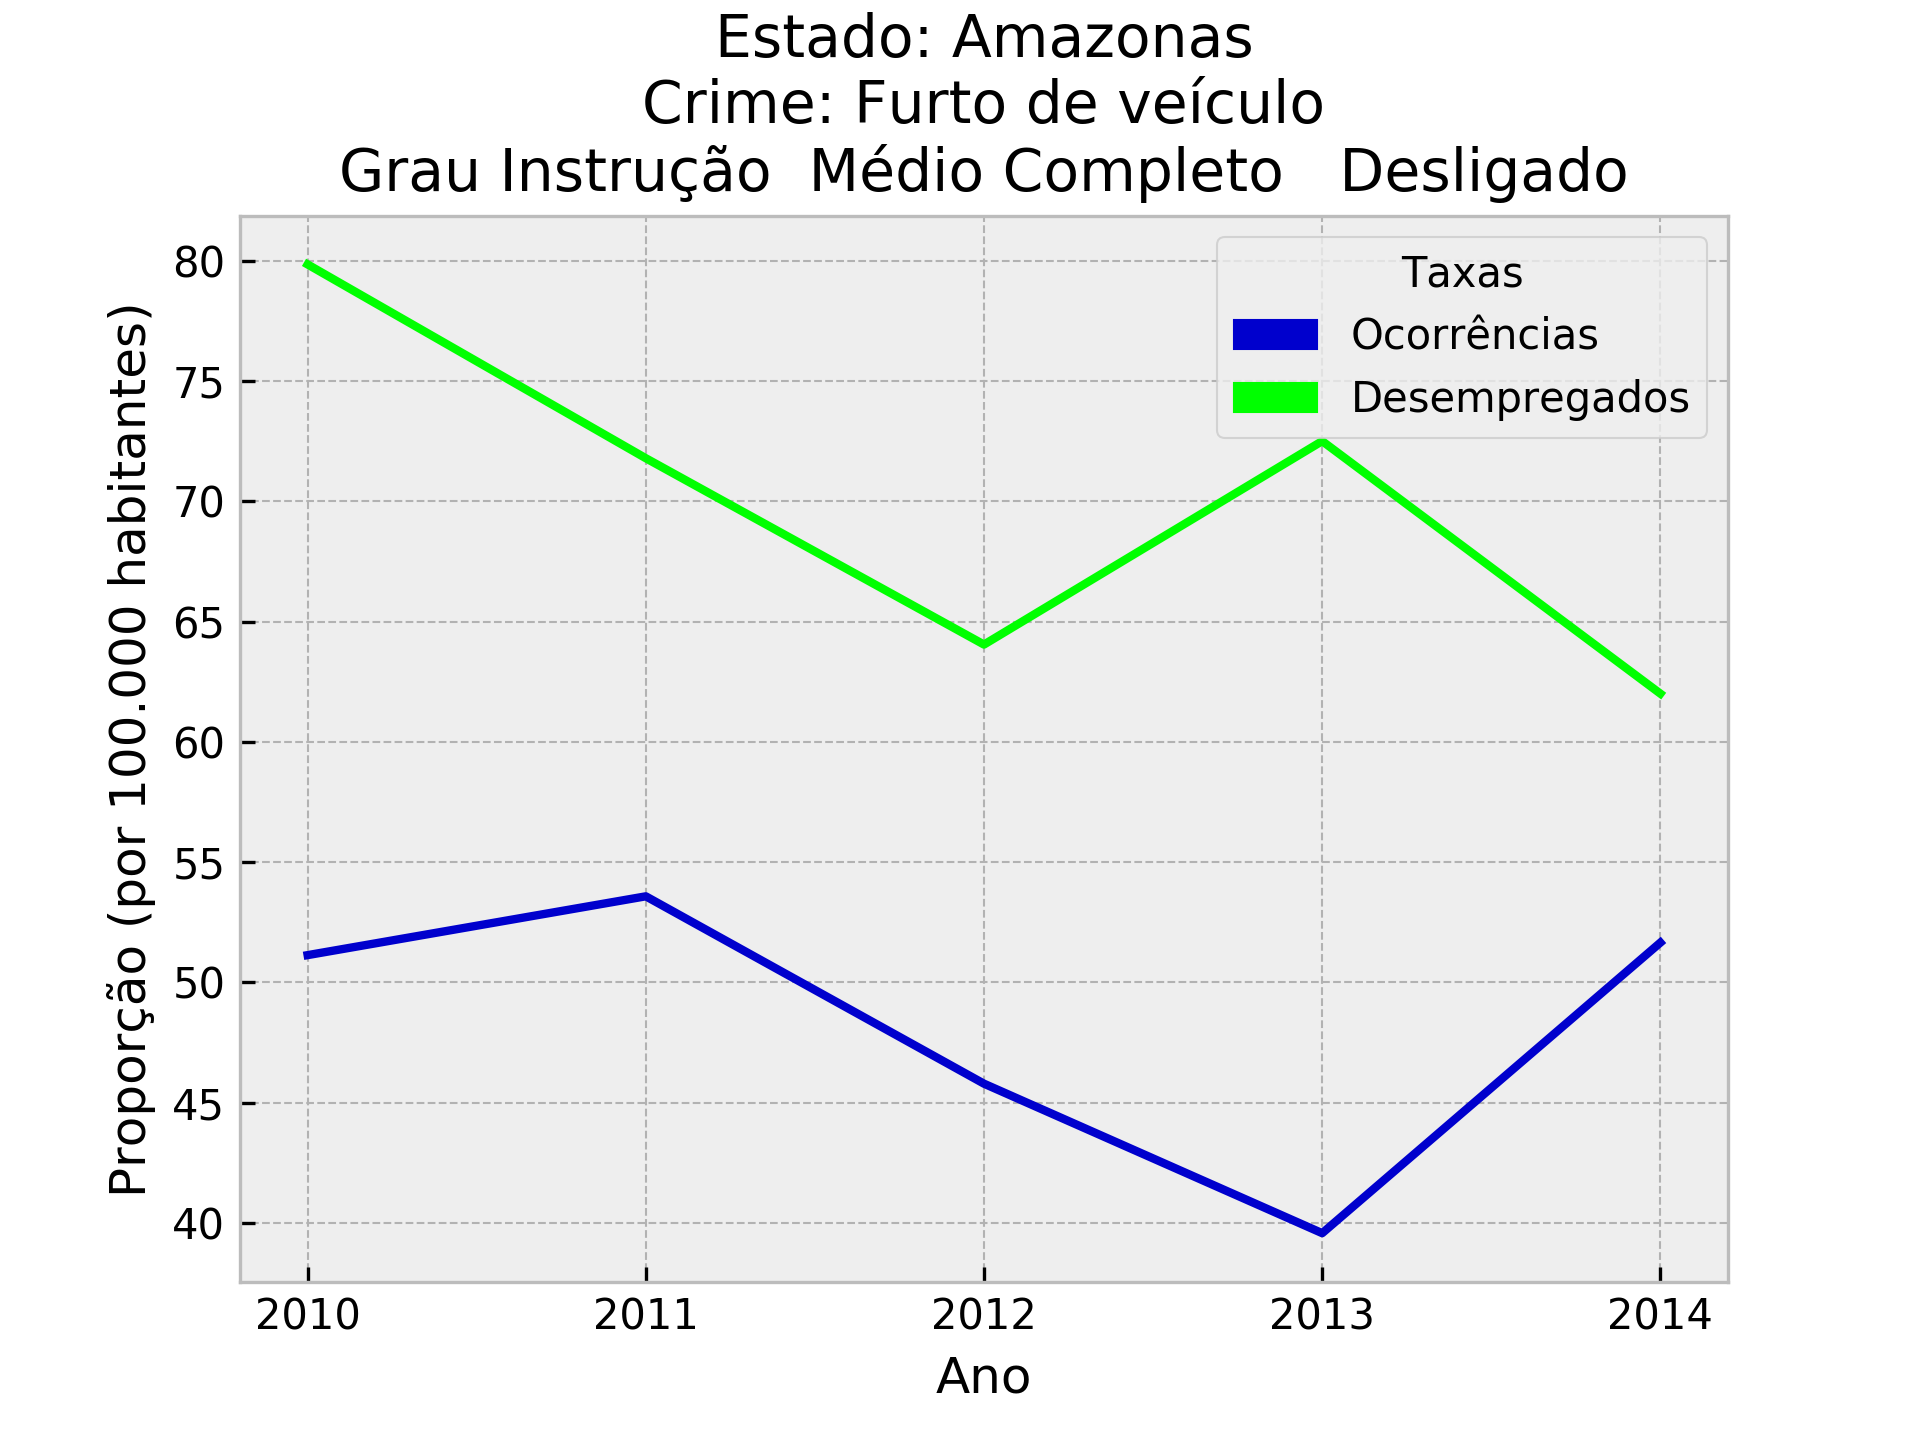 Estado: Amazonas
Crime: Furto de veículo
Grau Instrução  Médio Completo   Desligado
Taxas
Ocorrências
Desempregados
Proporção (por 100.000 habitantes)
80
75
70
65
60
55
50
45
40
2010 2011 2012 2013 2014
Ano